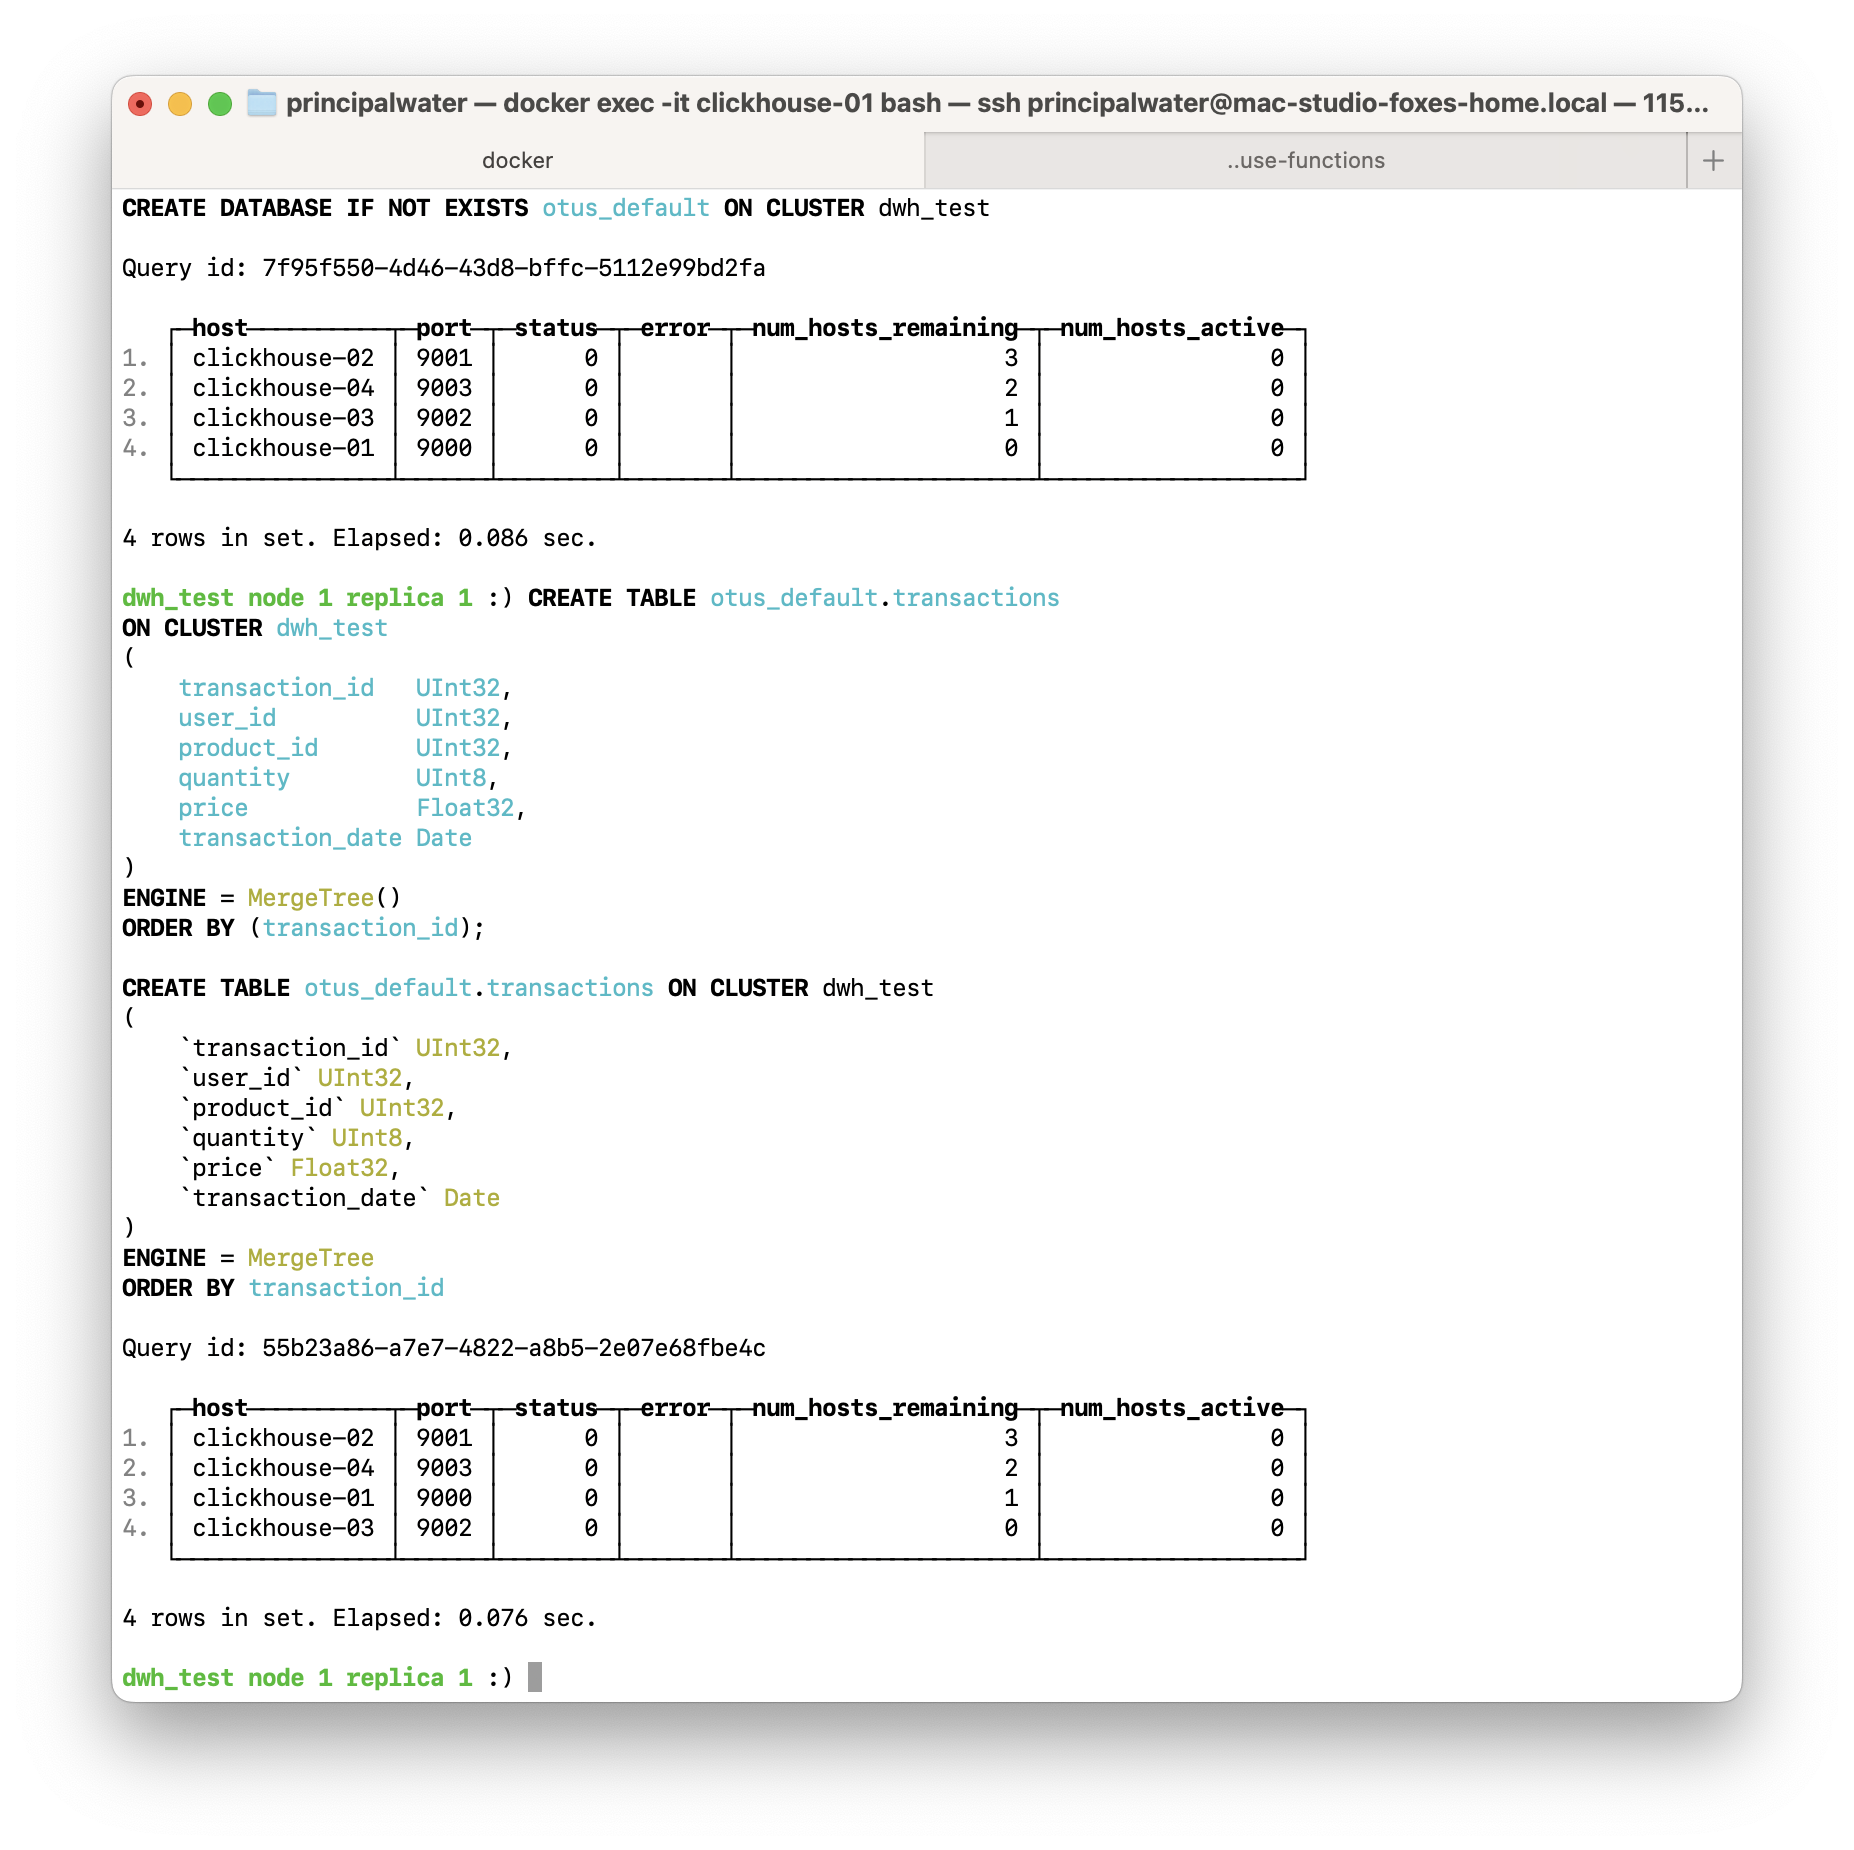 principalwater — docker exec -it clickhouse-01 bash — ssh principalwater@mac-studio-foxes-home.local — 115...
docker
..use-functions
CREATE DATABASE IF NOT EXISTS otus_default ON CLUSTER dwh_test
Query id: 7f95f550-4d46-43d8-bffc-5112e99bd2fa
host port status error num_hosts_remaining num_hosts_active
1. clickhouse-02 9001 0 3 0
2. clickhouse-04 9003 0 2 0
3. clickhouse-03 9002 0 1 0
4. clickhouse-01 9000 0 0 0
4 rows in set. Elapsed: 0.086 sec.
dwh_test node 1 replica 1 :) CREATE TABLE otus_default.transactions
ON CLUSTER dwh_test
(
transaction_id UInt32,
user_id UInt32,
product_id UInt32,
quantity UInt8,
price Float32,
transaction_date Date
)
ENGINE = MergeTree()
ORDER BY (transaction_id);
CREATE TABLE otus_default.transactions ON CLUSTER dwh_test
(
`transaction_id` UInt32,
`user_id` UInt32,
`product_id` UInt32,
`quantity` UInt8,
`price` Float32,
`transaction_date` Date
)
ENGINE = MergeTree
ORDER BY transaction_id
Query id: 55b23a86-a7e7-4822-a8b5-2e07e68fbe4c
host port status error num_hosts_remaining num_hosts_active
1. clickhouse-02 9001 0 3 0
2. clickhouse-04 9003 0 2 0
3. clickhouse-01 9000 0 1 0
4. clickhouse-03 9002 0 0 0
4 rows in set. Elapsed: 0.076 sec.
dwh_test node 1 replica 1 :)